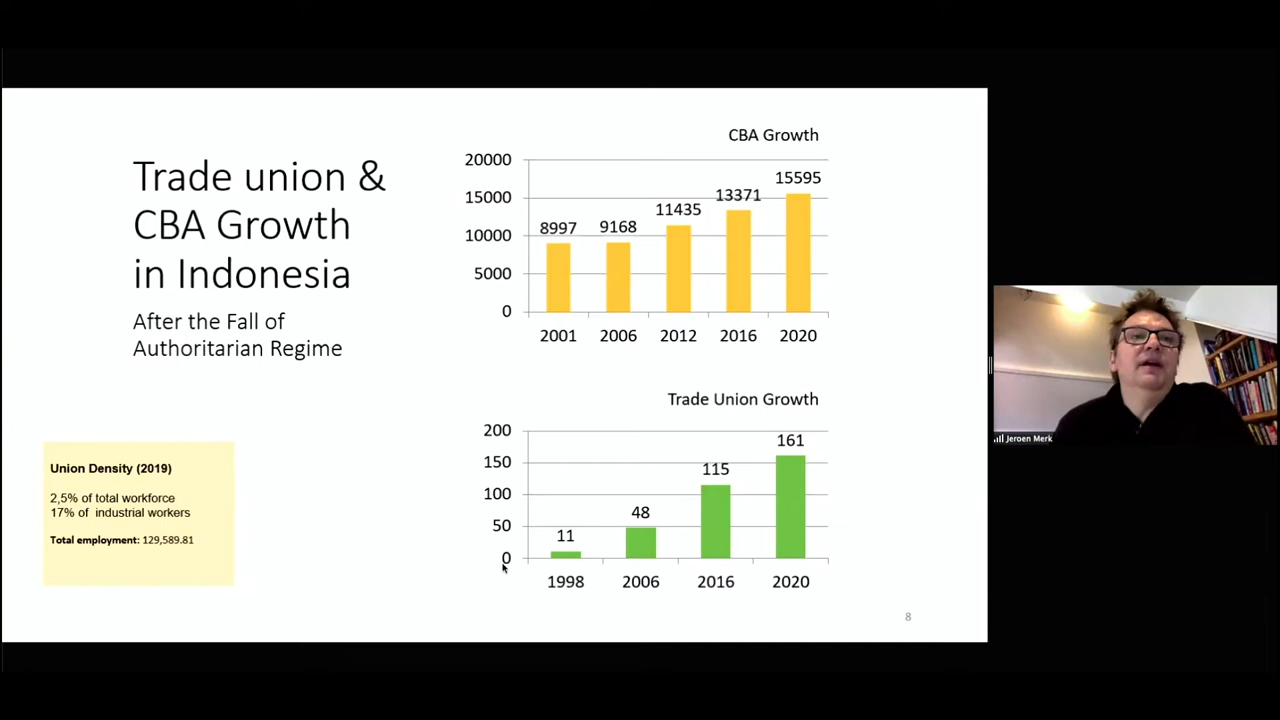 Trade union &
CBA Growth
in Indonesia
After the Fall of
Authoritarian Regime
Union Density (2019)
2,5% of total workforce
17% of industrial workers
Total employment: 129,589.81
CBA Growth
20000
15000
10000
5000
0
8997
9168
11435
13371
15595
2001 2006 2012 2016 2020
Trade Union Growth
200
150
100
50
0
11
48
115
161
1998 2006 2016 2020
8
Jeroen Merk